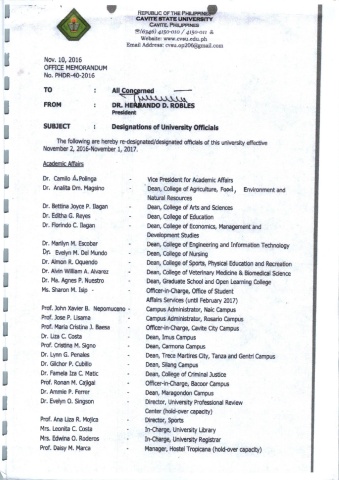 REPUBLIC OF THE PHILIPPINES
CAVITE STATE UNIVERSITY
CAVITE, PHILIPPINES
(6346) 4150-010 / 4150-011
Website: www.cvsu.edu.ph
Email Address: cvsu.op206@gmail.com
Nov. 10, 2016
OFFICE MEMORANDUM
No. PHDR-40-2016
TO : All Concerned
FROM : DR. HERNANDO D. ROBLES
President
SUBJECT : Designations of University Officials
The following are hereby re-designated/designated officials of this university effective
November 2, 2016-November 1, 2017.
Academic Affairs
Dr. Camilo A. Polinga - Vice President for Academic Affairs
Dr. Analita Dm. Magsino - Dean, College of Agriculture, Food, Environment and
Natural Resources
Dr. Bettina Joyce P. Ilagan - Dean, College of Arts and Sciences
Dr. Editha G. Reyes - Dean, College of Education
Dr. Florindo C. Ilagan - Dean, College of Economics, Management and
Development Studies
Dr. Marilyn M. Escobar - Dean, College of Engineering and Information Technology
Dr. Evelyn M. Del Mundo - Dean, College of Nursing
Dr. Almon R. Oquendo - Dean, College of Sports, Physical Education and Recreation
Dr. Alvin William A. Alvarez - Dean, College of Veterinary Medicine & Biomedical Science
Dr. Ma. Agnes P. Nuestro - Dean, Graduate School and Open Learning College
Ms. Sharon M. Isip - Officer-in-Charge, Office of Student
Affairs Services (until February 2017)
Prof. John Xavier B. Nepomuceno - Campus Administrator, Naic Campus
Prof. Jose P. Lisama - Campus Administrator, Rosario Campus
Prof. Maria Cristina J. Baesa - Officer-in-Charge, Cavite City Campus
Dr. Liza C. Costa - Dean, Imus Campus
Prof. Cristina M. Signo - Dean, Carmona Campus
Dr. Lynn G. Penales - Dean, Trece Martires City, Tanza and Gentri Campus
Dr. Gilchor P. Cubillo - Dean, Silang Campus
Dr. Famela Iza C. Matic - Dean, College of Criminal Justice
Prof. Ronan M. Cajigal - Officer-in-Charge, Bacoor Campus
Dr. Ammie P. Ferrer - Dean, Maragondon Campus
Dr. Evelyn O. Singson - Director, University Professional Review
Center (hold-over capacity)
Prof. Ana Liza R. Mojica - Director, Sports
Mrs. Leonita C. Costa - In-Charge, University Library
Mrs. Edwina O. Roderos - In-Charge, University Registrar
Prof. Daisy M. Marca - Manager, Hostel Tropicana (hold-over capacity)